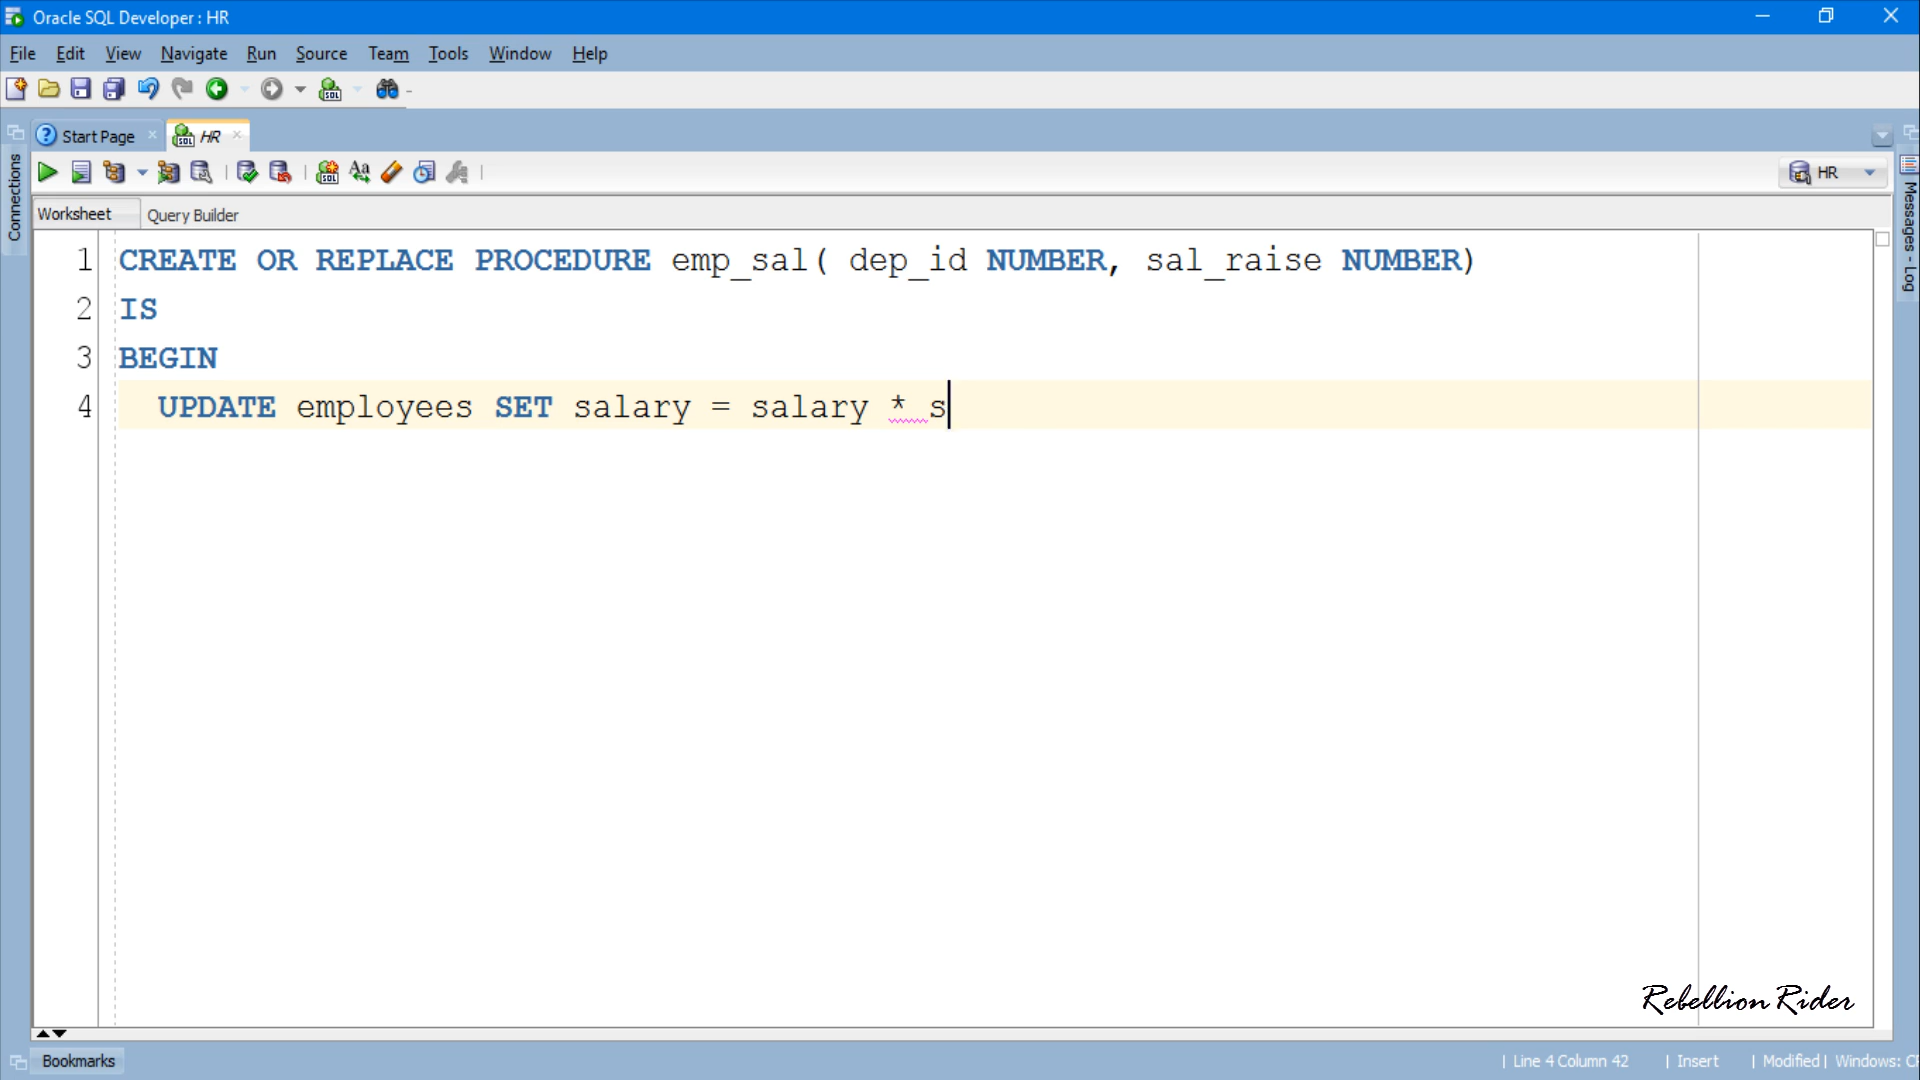 Oracle SQL Developer : HR
File Edit View Navigate Run Source Team Tools Window Help
Start Page HR
HR
Connections
Messages - Log
Worksheet Query Builder
1 CREATE OR REPLACE PROCEDURE emp_sal( dep_id NUMBER, sal_raise NUMBER)
2 IS
3 BEGIN
4 UPDATE employees SET salary = salary * s
Rebellion Rider
Bookmarks
| Line 4 Column 42 | Insert | Modified | Windows: